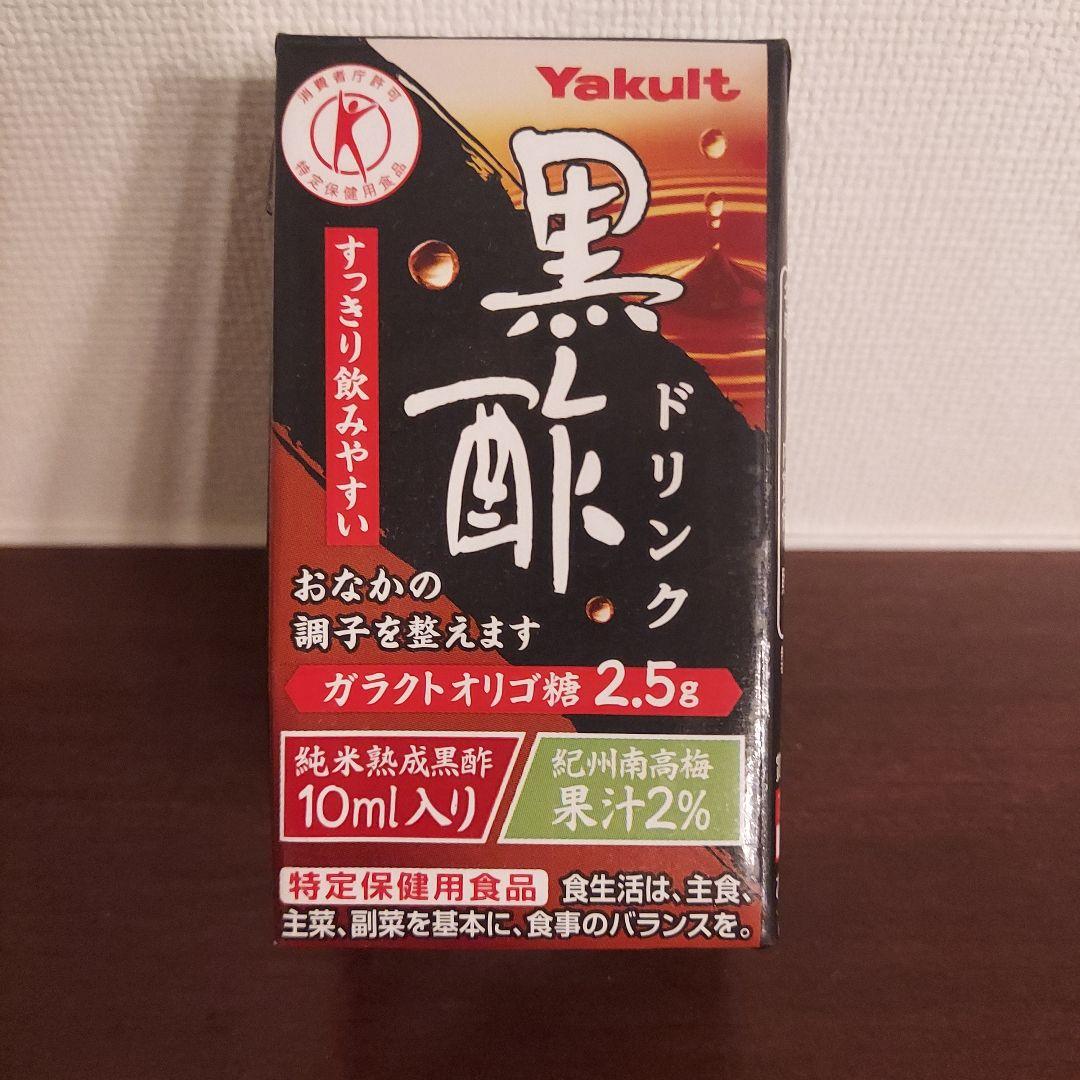 消費者庁許可
特定保健用食品
Yakult
黒酢
ドリンク
すっきり飲みやすい
おなかの
調子を整えます
ガラクトオリゴ糖 2.5g
純米熟成黒酢
10ml入り
紀州南高梅
果汁2%
特定保健用食品 食生活は、主食、
主菜、副菜を基本に、食事のバランスを。